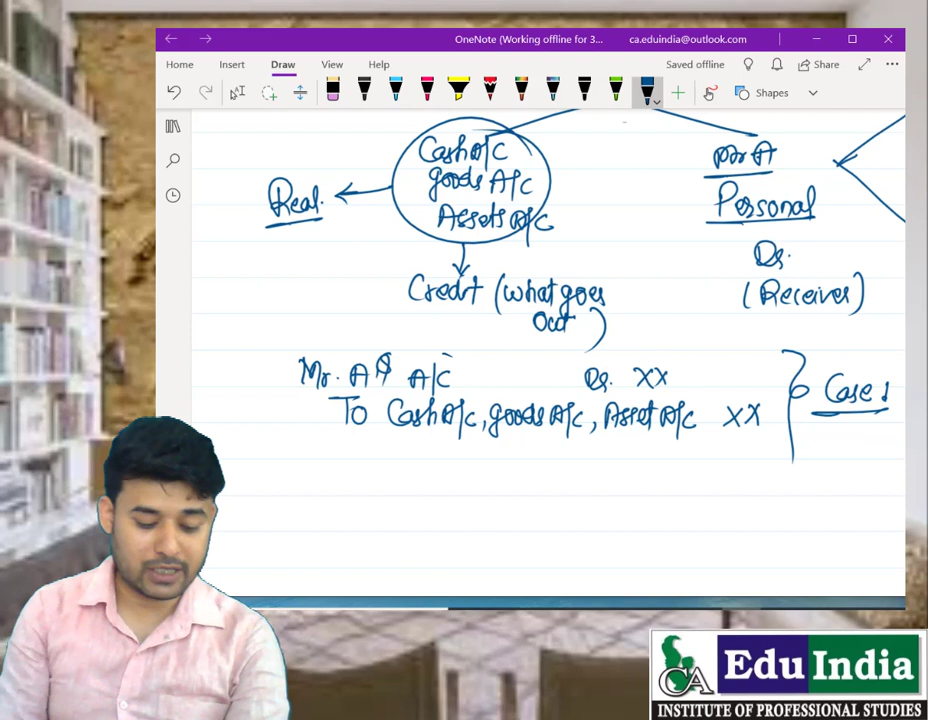 OneNote (Working offline for 3...
ca.eduindia@outlook.com
Home Insert Draw View Help
Saved offline
Share
Shapes
Cash A/c
goods A/c
Assets A/c
Real.
Credit (what goes
out )
Mr A
Personal
Dr.
(Receiver)
Mr. A A/c Dr. XX
To Cash A/c, goods A/c, Asset A/c XX
Case 1
CA
Edu India
INSTITUTE OF PROFESSIONAL STUDIES